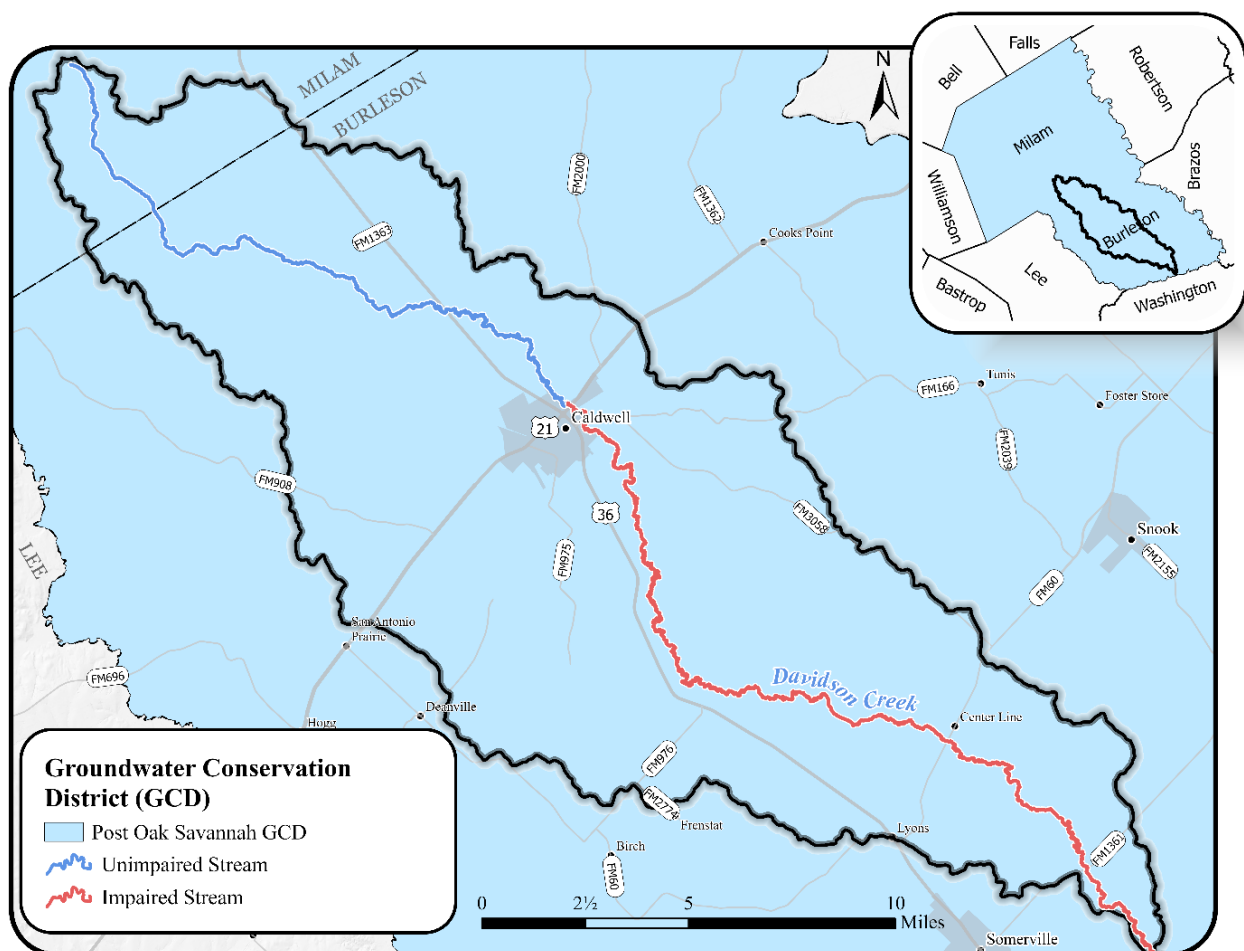 MILAM
BURLESON
LEE
N
FM2000
FM1362
FM1363
Cooks Point
Caldwell
21
36
FM166
Tunis
Foster Store
FM2039
FM908
FM975
FM3058
Snook
FM2155
FM60
San Antonio
Prairie
FM696
Deanville
Hogg
Davidson Creek
Center Line
FM976
FM2774
Frenstat
Lyons
Birch
FM60
FM1361
Somerville
Falls
Bell
Robertson
Milam
Brazos
Williamson
Burleson
Lee
Bastrop
Washington
Groundwater Conservation
District (GCD)
Post Oak Savannah GCD
Unimpaired Stream
Impaired Stream
0 2½ 5 10
Miles